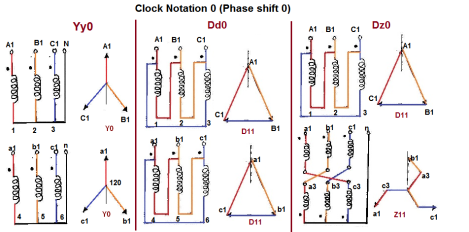 Clock Notation 0 (Phase shift 0)
Yy0
Dd0
Dz0
A1 B1 C1 N
1 2 3
A1
C1 B1
Y0
a1 b1 c1 n
4 5 6
a1
120
c1 b1
Y0
A1 B1 C1
1 2 3
A1
C1 B1
D11
a1 b1 c1
4 5 6
a1
c1 b1
D11
A1 B1 C1
1 2 3
A1
C1 B1
D11
a1 b1 c1 n
a3 b3 c3
b1
a3
c3
a1 c1
Z11